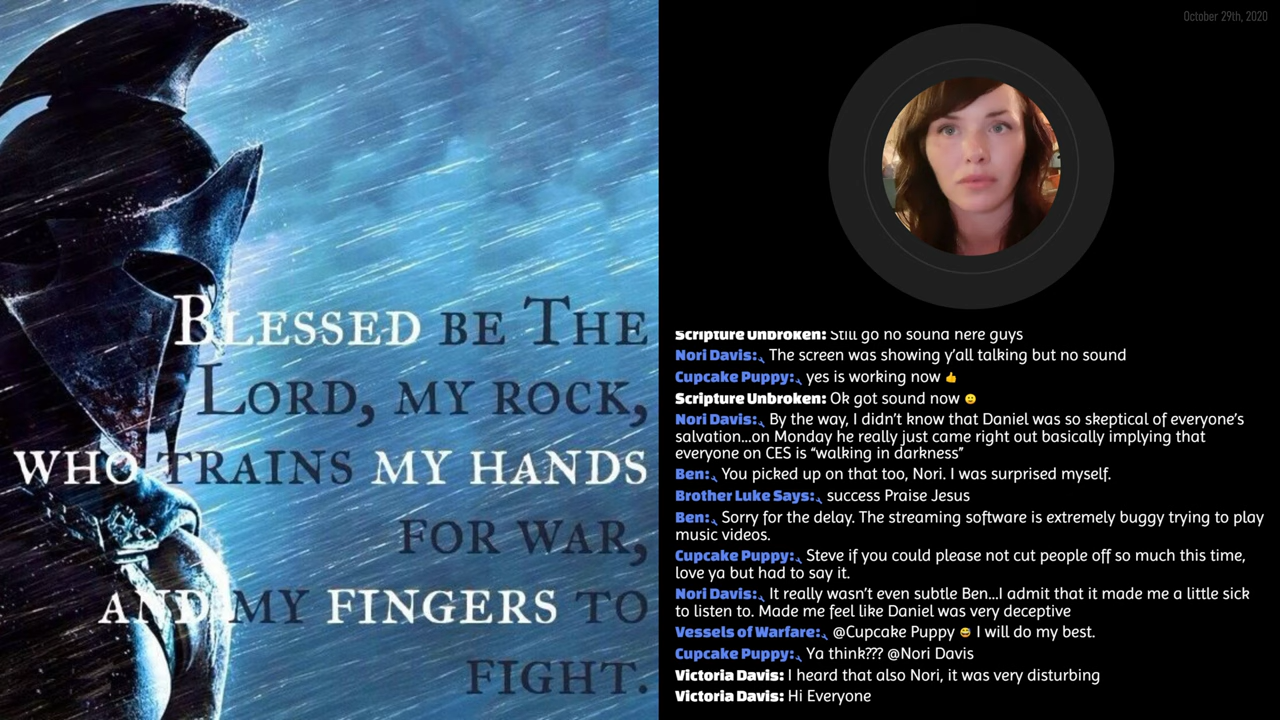 BLESSED BE THE
LORD, MY ROCK,
WHO TRAINS MY HANDS
FOR WAR,
AND MY FINGERS TO
FIGHT.
October 29th, 2020
Scripture Unbroken: Still go no sound here guys
Nori Davis: The screen was showing y'all talking but no sound
Cupcake Puppy: yes is working now 👍
Scripture Unbroken: Ok got sound now 🙂
Nori Davis: By the way, I didn't know that Daniel was so skeptical of everyone's
salvation...on Monday he really just came right out basically implying that
everyone on CES is “walking in darkness”
Ben: You picked up on that too, Nori. I was surprised myself.
Brother Luke Says: success Praise Jesus
Ben: Sorry for the delay. The streaming software is extremely buggy trying to play
music videos.
Cupcake Puppy: Steve if you could please not cut people off so much this time,
love ya but had to say it.
Nori Davis: It really wasn't even subtle Ben...I admit that it made me a little sick
to listen to. Made me feel like Daniel was very deceptive
Vessels of Warfare: @Cupcake Puppy 😄 I will do my best.
Cupcake Puppy: Ya think??? @Nori Davis
Victoria Davis: I heard that also Nori, it was very disturbing
Victoria Davis: Hi Everyone